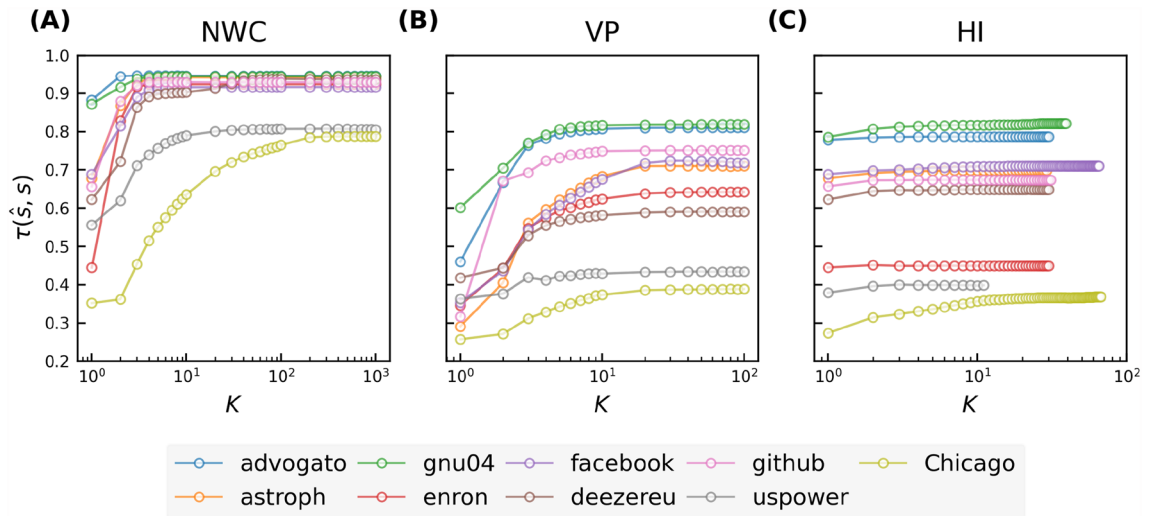 (A) NWC (B) VP (C) HI
1.0
0.9
0.8
0.7
0.6
0.5
0.4
0.3
0.2
τ(ŝ, s)
10⁰ 10¹ 10² 10³ 10⁰ 10¹ 10² 10⁰ 10¹ 10²
K K K
advogato gnu04 facebook github Chicago
astroph enron deezereu uspower